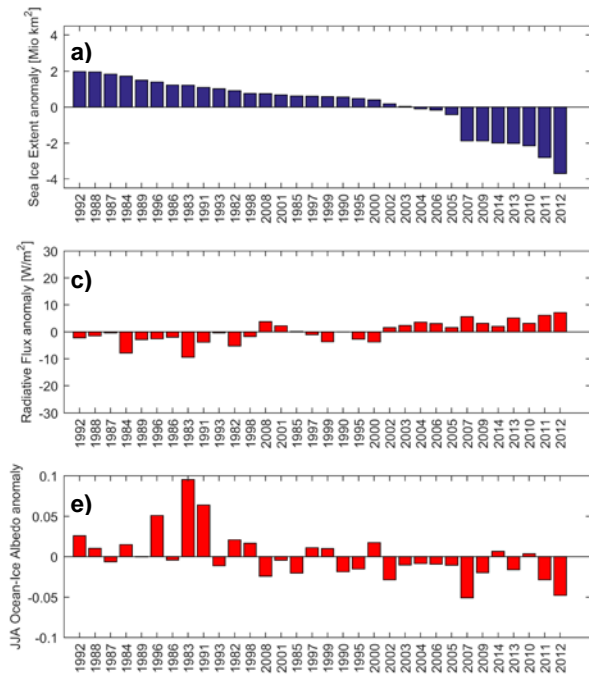 a)
Sea Ice Extent anomaly [Mio km²]
4
2
0
-2
-4
1992 1988 1987 1984 1989 1996 1986 1983 1991 1993 1982 1998 2008 2001 1985 1997 1999 1990 1995 2000 2002 2003 2004 2006 2005 2007 2009 2014 2013 2010 2011 2012
c)
Radiative Flux anomaly [W/m²]
30
20
10
0
-10
-20
-30
1992 1988 1987 1984 1989 1996 1986 1983 1991 1993 1982 1998 2008 2001 1985 1997 1999 1990 1995 2000 2002 2003 2004 2006 2005 2007 2009 2014 2013 2010 2011 2012
e)
JJA Ocean-Ice Albedo anomaly
0.1
0.05
0
-0.05
-0.1
1992 1988 1987 1984 1989 1996 1986 1983 1991 1993 1982 1998 2008 2001 1985 1997 1999 1990 1995 2000 2002 2003 2004 2006 2005 2007 2009 2014 2013 2010 2011 2012